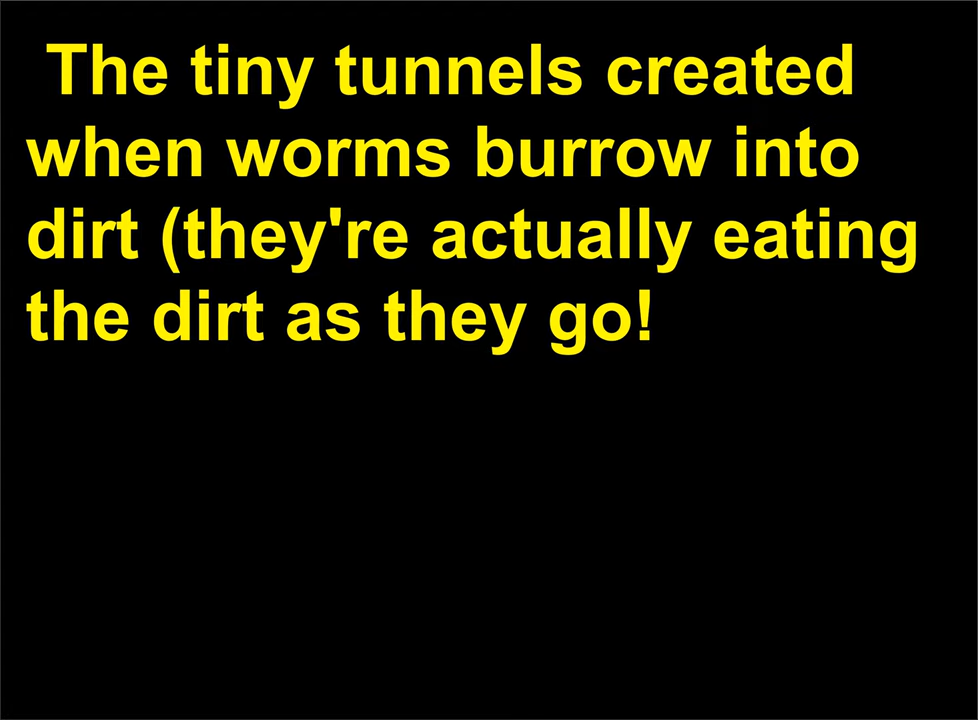 The tiny tunnels created
when worms burrow into
dirt (they're actually eating
the dirt as they go!